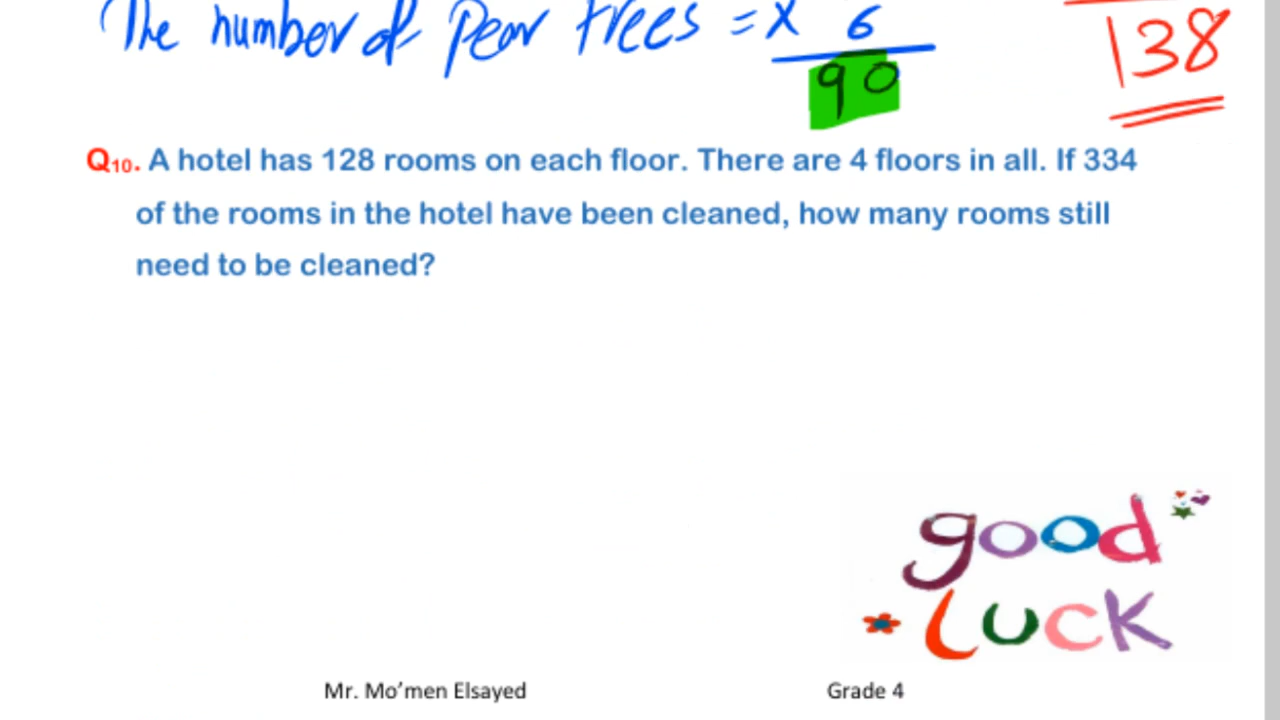 The number of pear trees = x 6
90
138
Q10. A hotel has 128 rooms on each floor. There are 4 floors in all. If 334
of the rooms in the hotel have been cleaned, how many rooms still
need to be cleaned?
good
Luck
Mr. Mo’men Elsayed Grade 4